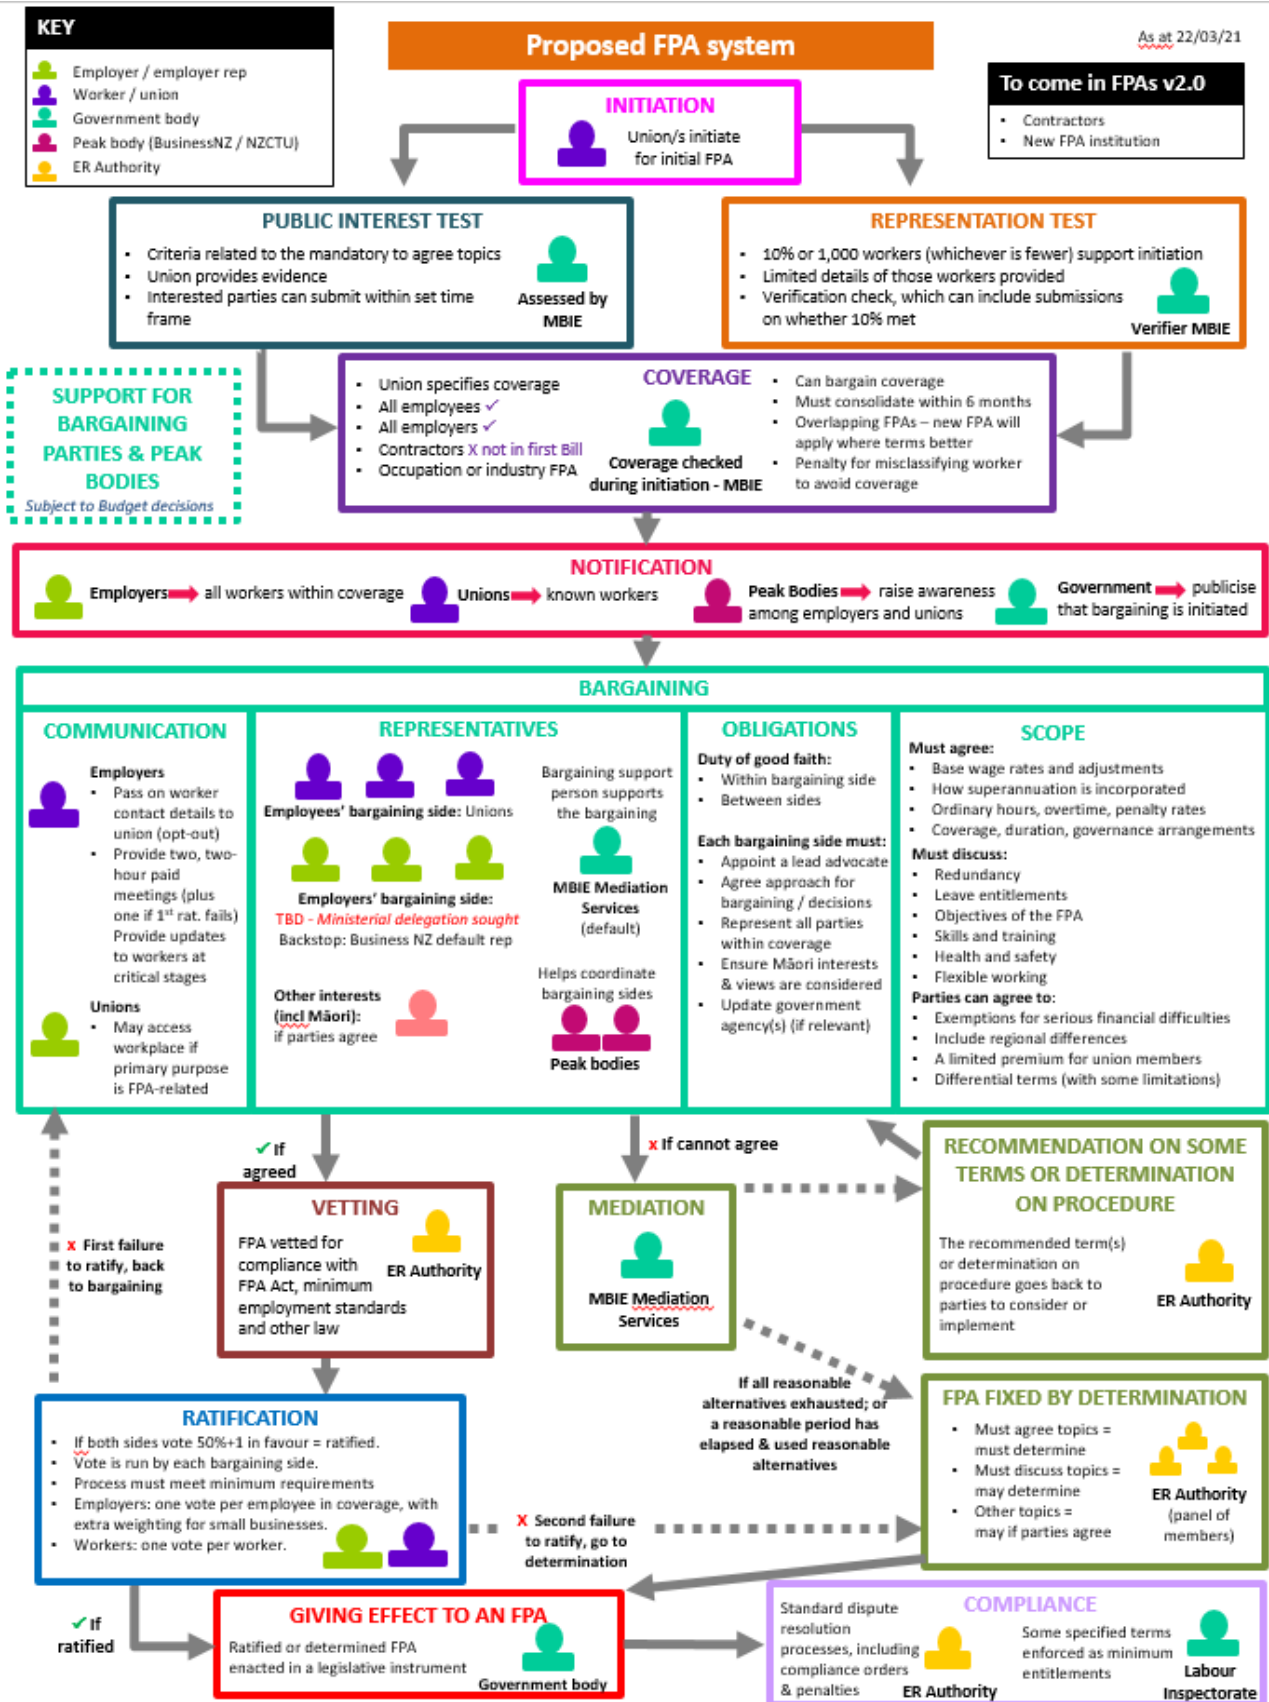 KEY
Employer / employer rep
Worker / union
Government body
Peak body (BusinessNZ / NZCTU)
ER Authority
Proposed FPA system
As at 22/03/21
To come in FPAs v2.0
▪ Contractors
▪ New FPA institution
INITIATION
Union/s initiate
for initial FPA
PUBLIC INTEREST TEST
▪ Criteria related to the mandatory to agree topics
▪ Union provides evidence
▪ Interested parties can submit within set time
frame
Assessed by
MBIE
REPRESENTATION TEST
▪ 10% or 1,000 workers (whichever is fewer) support initiation
▪ Limited details of those workers provided
▪ Verification check, which can include submissions
on whether 10% met
Verifier MBIE
SUPPORT FOR
BARGAINING
PARTIES & PEAK
BODIES
Subject to Budget decisions
COVERAGE
▪ Union specifies coverage
▪ All employees ✓
▪ All employers ✓
▪ Contractors X not in first Bill
▪ Occupation or industry FPA
Coverage checked
during initiation - MBIE
▪ Can bargain coverage
▪ Must consolidate within 6 months
▪ Overlapping FPAs – new FPA will
apply where terms better
▪ Penalty for misclassifying worker
to avoid coverage
NOTIFICATION
Employers ➡ all workers within coverage
Unions ➡ known workers
Peak Bodies ➡ raise awareness
among employers and unions
Government ➡ publicise
that bargaining is initiated
BARGAINING
COMMUNICATION
Employers
▪ Pass on worker
contact details to
union (opt-out)
▪ Provide two, two-
hour paid
meetings (plus
one if 1st rat. fails)
Provide updates
to workers at
critical stages
Unions
▪ May access
workplace if
primary purpose
is FPA-related
REPRESENTATIVES
Employees' bargaining side: Unions
Employers' bargaining side:
TBD - Ministerial delegation sought
Backstop: Business NZ default rep
Other interests
(incl Māori):
if parties agree
Bargaining support
person supports
the bargaining
MBIE Mediation
Services
(default)
Helps coordinate
bargaining sides
Peak bodies
OBLIGATIONS
Duty of good faith:
▪ Within bargaining side
▪ Between sides
Each bargaining side must:
▪ Appoint a lead advocate
▪ Agree approach for
bargaining / decisions
▪ Represent all parties
within coverage
▪ Ensure Māori interests
& views are considered
▪ Update government
agency(s) (if relevant)
SCOPE
Must agree:
▪ Base wage rates and adjustments
▪ How superannuation is incorporated
▪ Ordinary hours, overtime, penalty rates
▪ Coverage, duration, governance arrangements
Must discuss:
▪ Redundancy
▪ Leave entitlements
▪ Objectives of the FPA
▪ Skills and training
▪ Health and safety
▪ Flexible working
Parties can agree to:
▪ Exemptions for serious financial difficulties
▪ Include regional differences
▪ A limited premium for union members
▪ Differential terms (with some limitations)
✓ If
agreed
x If cannot agree
x First failure
to ratify, back
to bargaining
VETTING
FPA vetted for
compliance with
FPA Act, minimum
employment standards
and other law
ER Authority
MEDIATION
MBIE Mediation
Services
RECOMMENDATION ON SOME
TERMS OR DETERMINATION
ON PROCEDURE
The recommended term(s)
or determination on
procedure goes back to
parties to consider or
implement
ER Authority
If all reasonable
alternatives exhausted; or
a reasonable period has
elapsed & used reasonable
alternatives
FPA FIXED BY DETERMINATION
▪ Must agree topics =
must determine
▪ Must discuss topics =
may determine
▪ Other topics =
may if parties agree
ER Authority
(panel of
members)
RATIFICATION
▪ If both sides vote 50%+1 in favour = ratified.
▪ Vote is run by each bargaining side.
▪ Process must meet minimum requirements
▪ Employers: one vote per employee in coverage, with
extra weighting for small businesses.
▪ Workers: one vote per worker.
X Second failure
to ratify, go to
determination
✓ If
ratified
GIVING EFFECT TO AN FPA
Ratified or determined FPA
enacted in a legislative instrument
Government body
COMPLIANCE
Standard dispute
resolution
processes, including
compliance orders
& penalties
ER Authority
Some specified terms
enforced as minimum
entitlements
Labour
Inspectorate